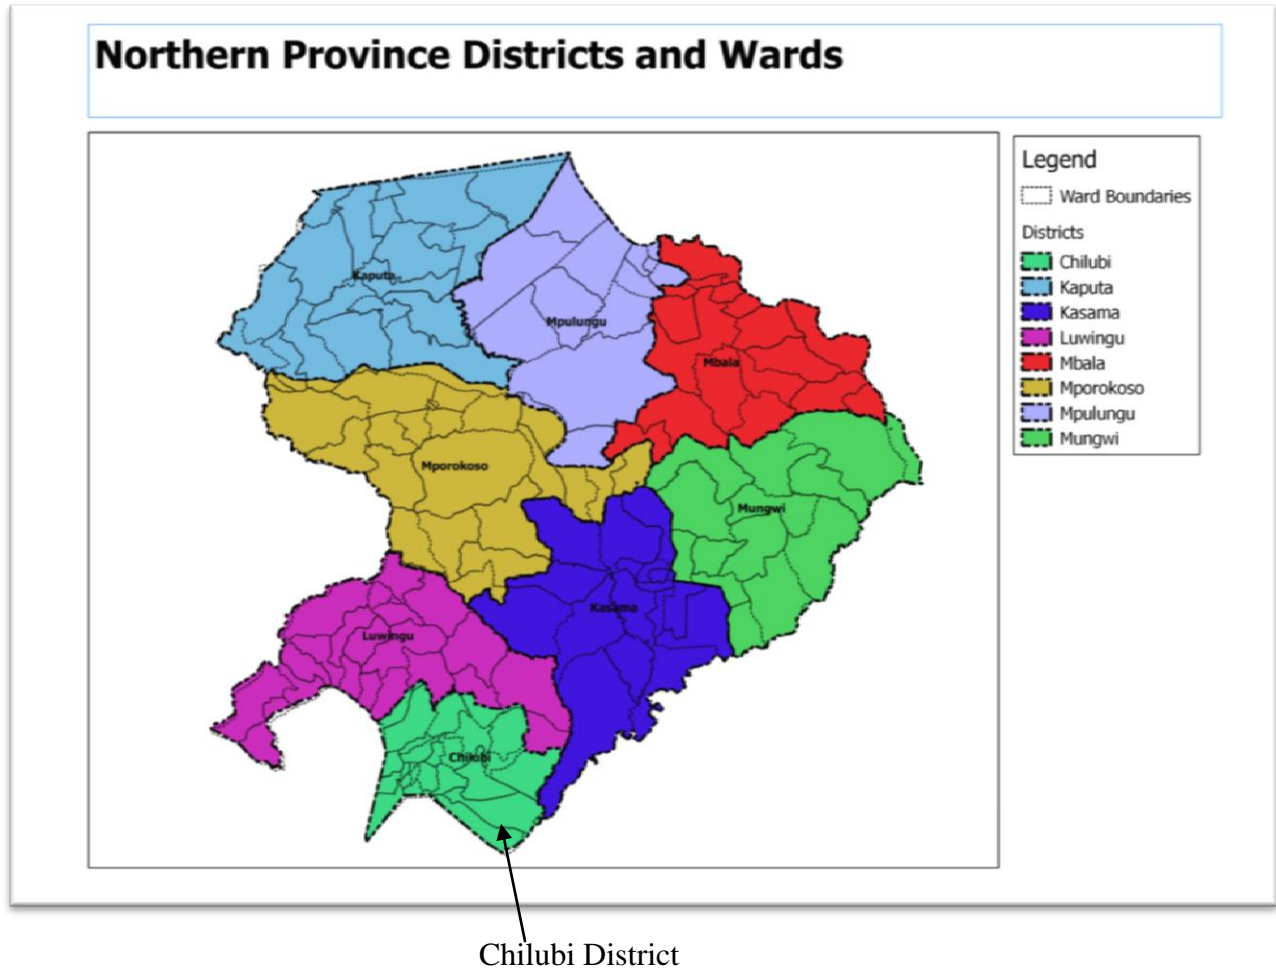 Northern Province Districts and Wards
Legend
Ward Boundaries
Districts
Chilubi
Kaputa
Kasama
Luwingu
Mbala
Mporokoso
Mpulungu
Mungwi
Kaputa
Mpulungu
Mbala
Mporokoso
Mungwi
Kasama
Luwingu
Chilubi
Chilubi District